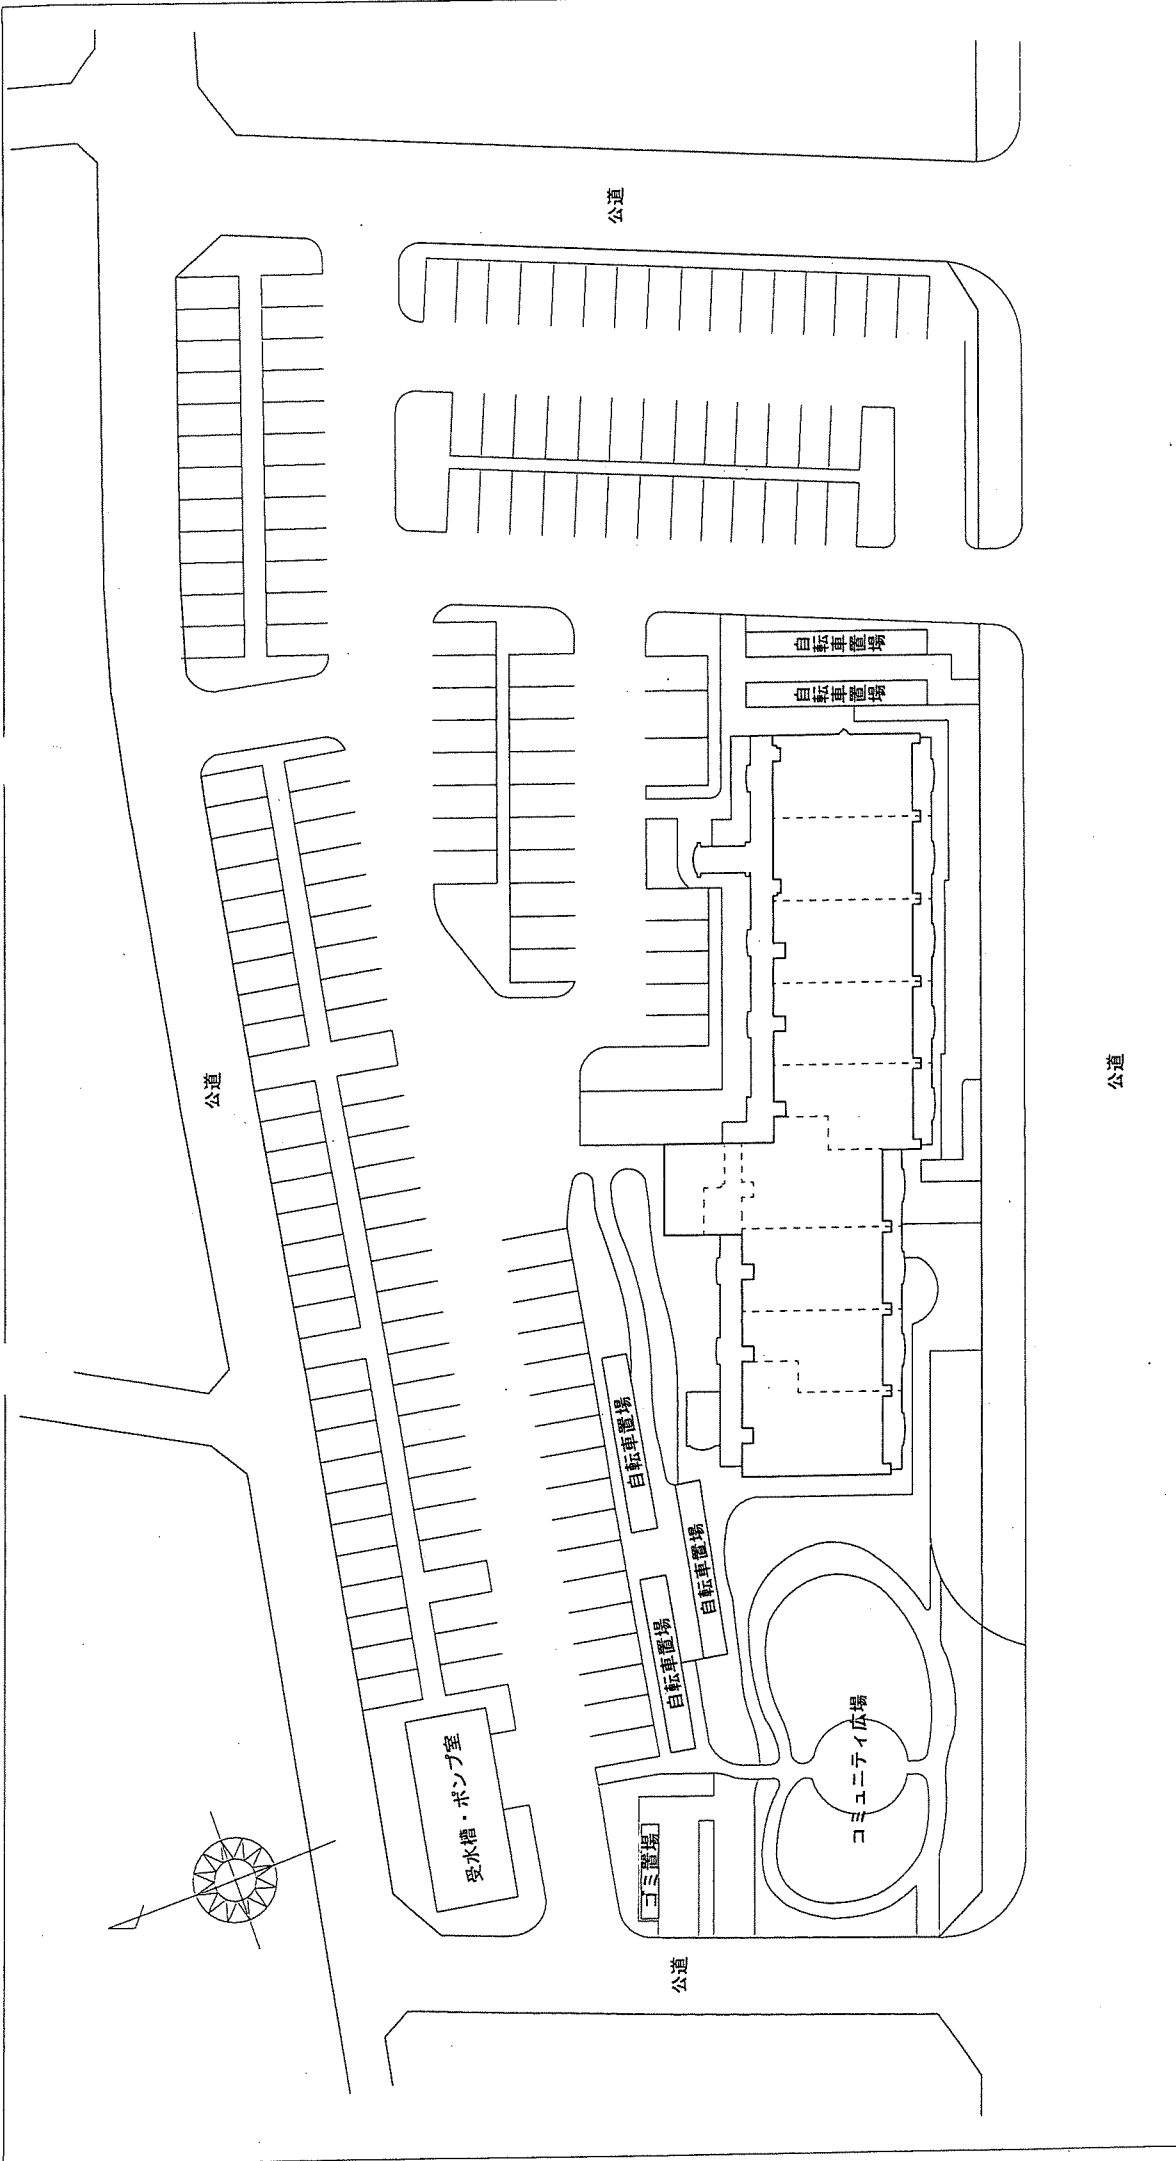 公道
自転車置場
自転車置場
公道
公道
自転車置場
自転車置場
自転車置場
受水槽・ポンプ室
コミュニティ広場
ゴミ置場
公道